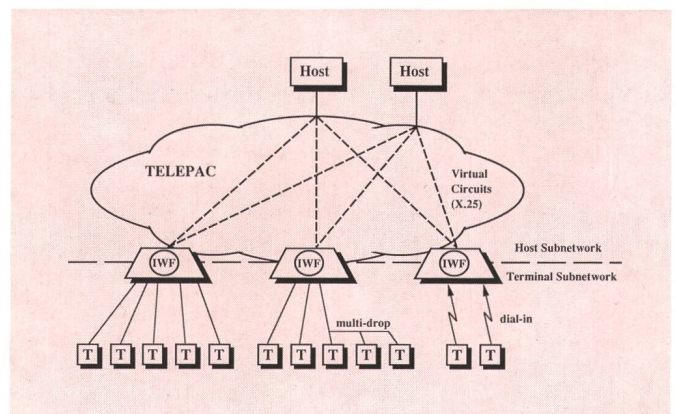 Host Host
TELEPAC
Virtual
Circuits
(X.25)
Host Subnetwork
IWF IWF IWF
Terminal Subnetwork
dial-in
multi-drop
T T T T T T T T T T T T